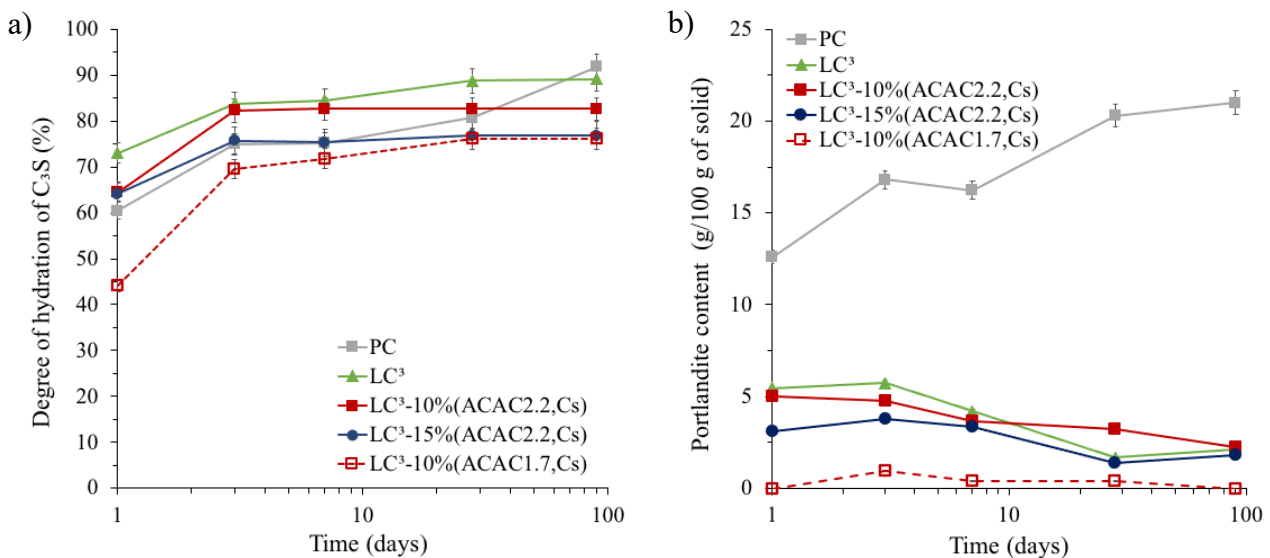 a)
Degree of hydration of C₃S (%)
100
90
80
70
60
50
40
30
20
10
0
PC
LC³
LC³-10%(ACAC2.2,Cs)
LC³-15%(ACAC2.2,Cs)
LC³-10%(ACAC1.7,Cs)
1
10
100
Time (days)
b)
Portlandite content (g/100 g of solid)
25
20
15
10
5
0
PC
LC³
LC³-10%(ACAC2.2,Cs)
LC³-15%(ACAC2.2,Cs)
LC³-10%(ACAC1.7,Cs)
1
10
100
Time (days)